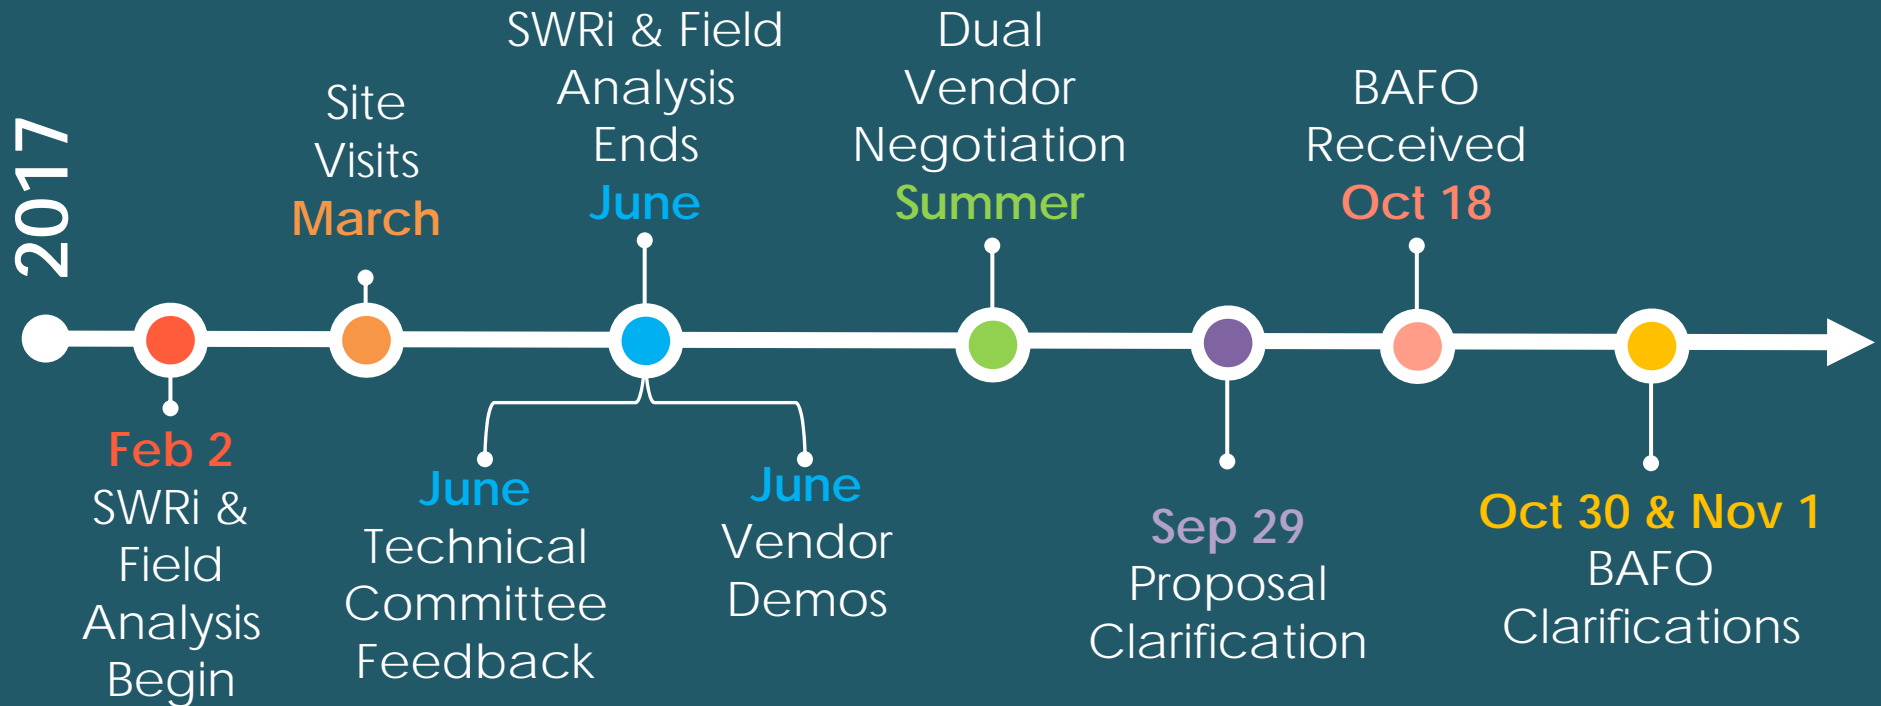 2017
Feb 2
SWRi &
Field
Analysis
Begin
Site
Visits
March
SWRi & Field
Analysis
Ends
June
June
Technical
Committee
Feedback
June
Vendor
Demos
Dual
Vendor
Negotiation
Summer
Sep 29
Proposal
Clarification
BAFO
Received
Oct 18
Oct 30 & Nov 1
BAFO
Clarifications